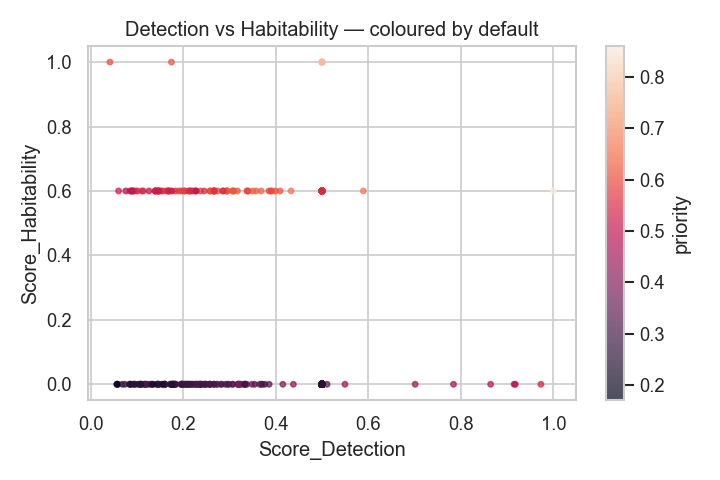 Detection vs Habitability — coloured by default
1.0
0.8
0.6
0.4
0.2
0.0
Score_Habitability
0.0 0.2 0.4 0.6 0.8 1.0
Score_Detection
0.8
0.7
0.6
0.5
0.4
0.3
0.2
priority